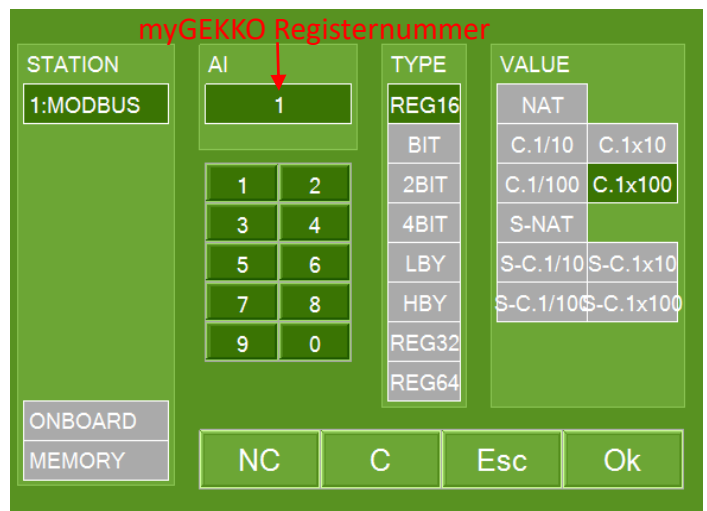 myGEKKO Registernummer
STATION
1:MODBUS
ONBOARD
MEMORY
AI
1
1 2
3 4
5 6
7 8
9 0
TYPE
REG16
BIT
2BIT
4BIT
LBY
HBY
REG32
REG64
VALUE
NAT
C.1/10 C.1x10
C.1/100 C.1x100
S-NAT
S-C.1/10 S-C.1x10
S-C.1/100 S-C.1x100
NC C Esc Ok